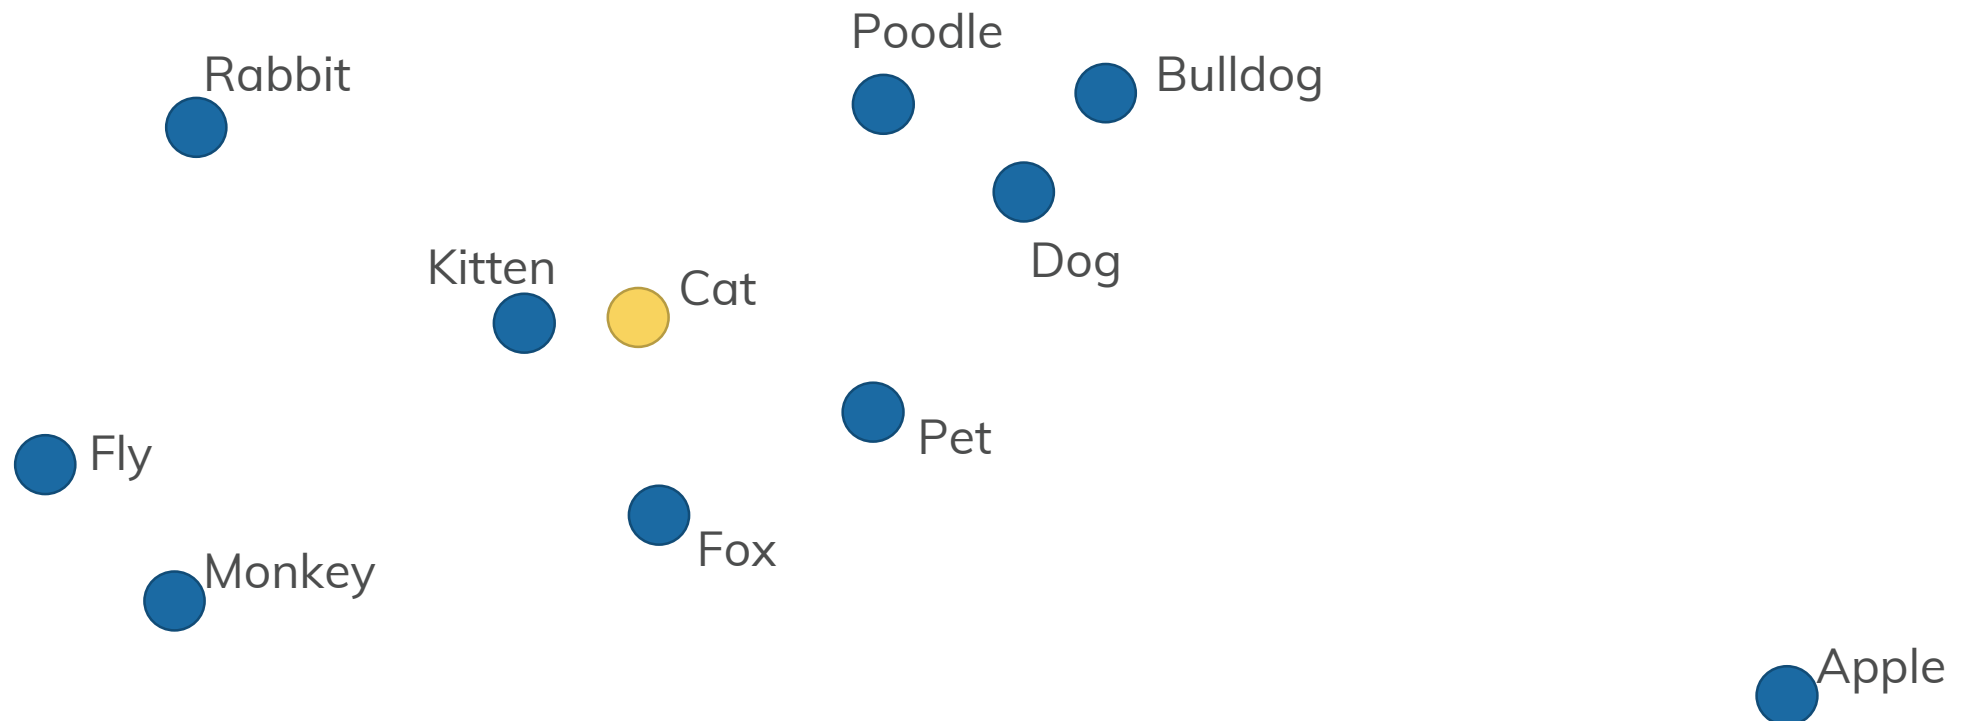 Poodle
Rabbit
Bulldog
Dog
Kitten
Cat
Pet
Fly
Fox
Monkey
Apple